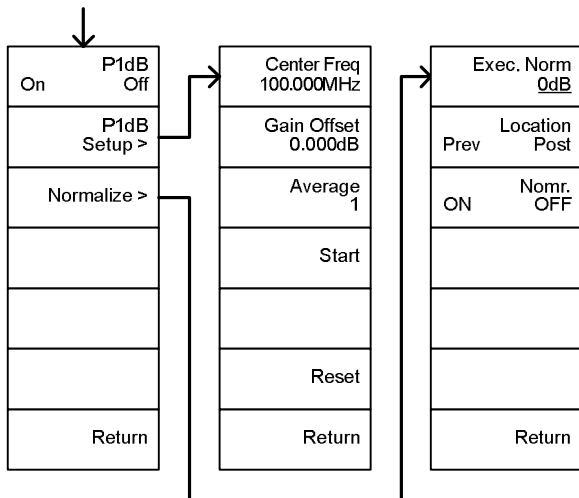 P1dB
On Off
P1dB
Setup >
Normalize >
Return
Center Freq
100.000MHz
Gain Offset
0.000dB
Average
1
Start
Reset
Return
Exec. Norm
0dB
Location
Prev Post
Nomr.
ON OFF
Return